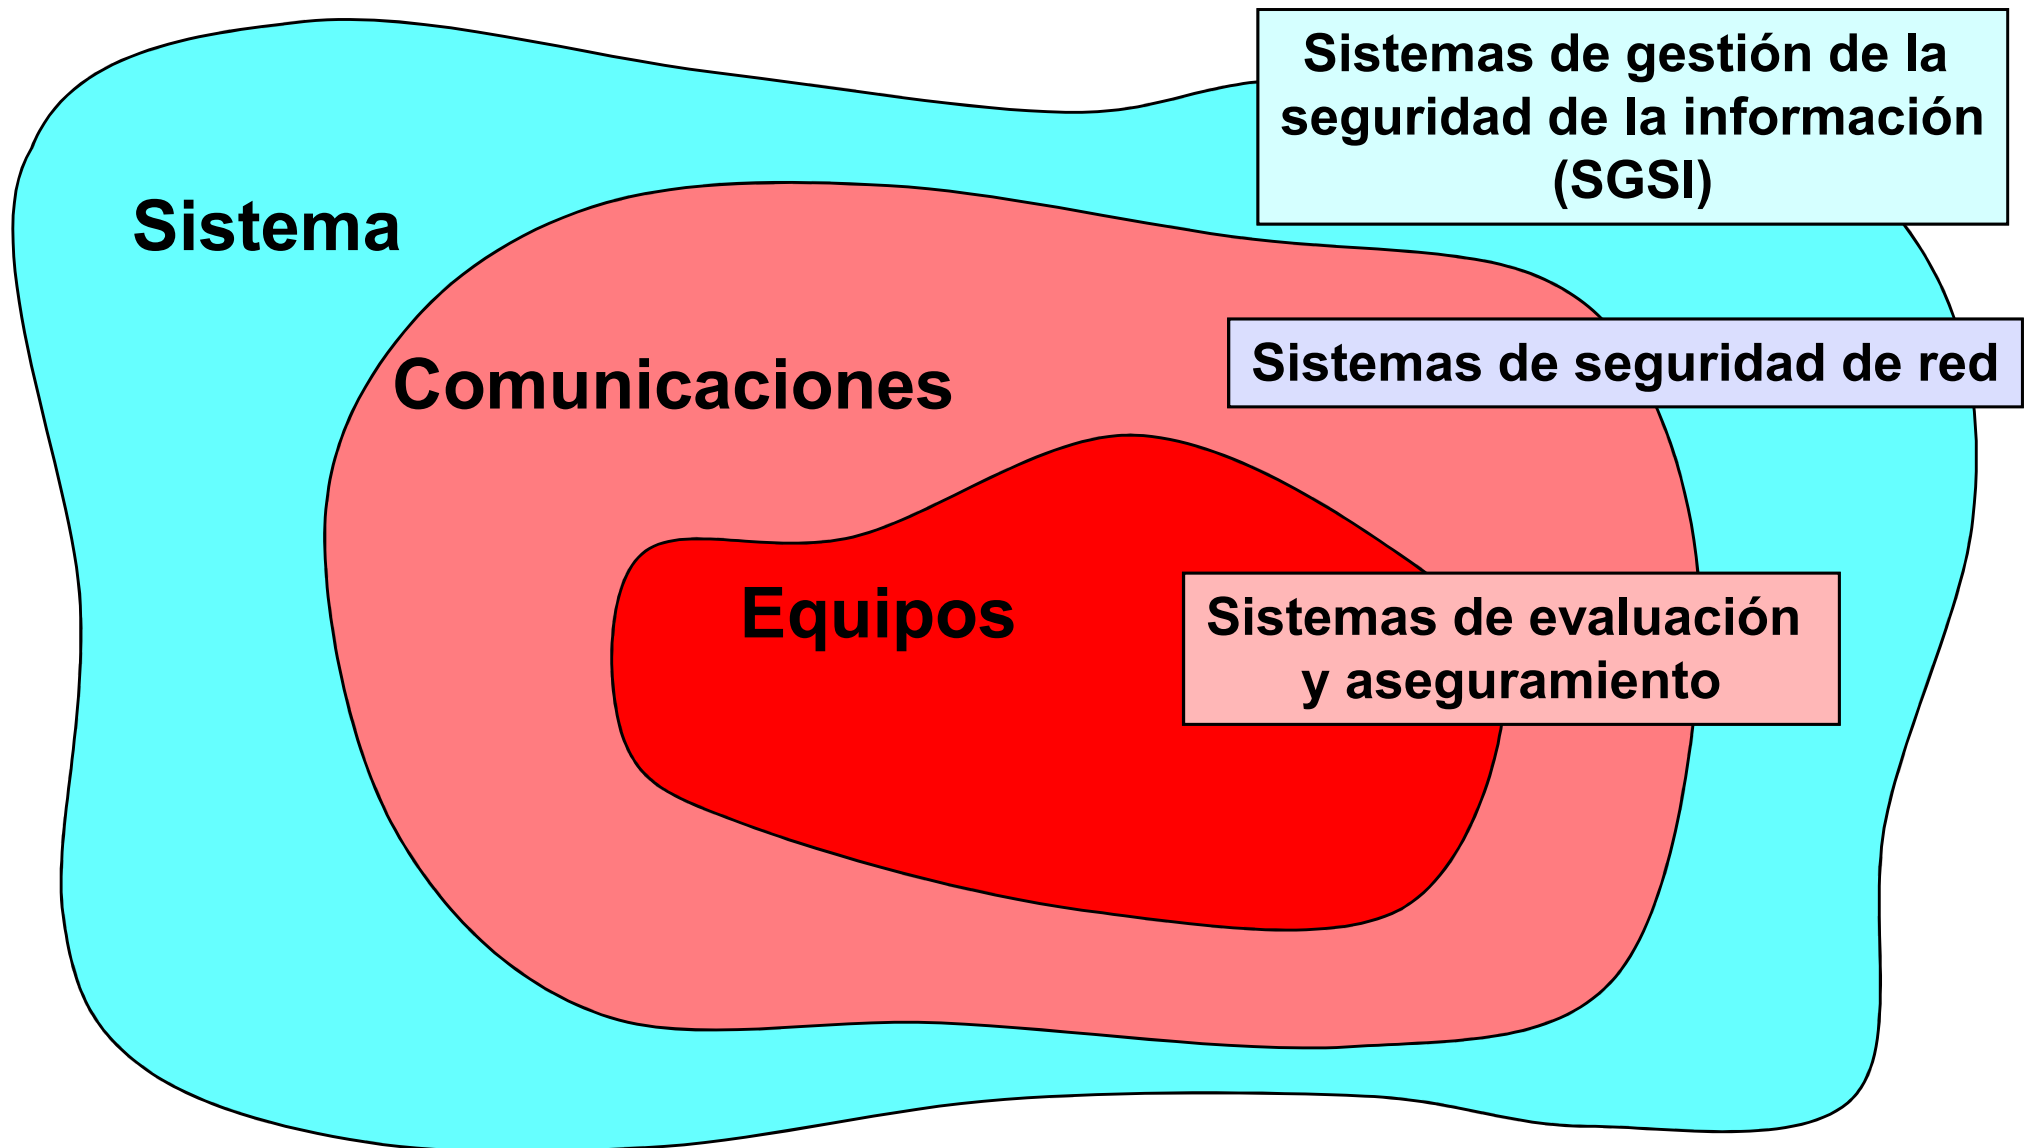 Sistemas de gestión de la
seguridad de la información
(SGSI)
Sistema
Sistemas de seguridad de red
Comunicaciones
Equipos
Sistemas de evaluación
y aseguramiento